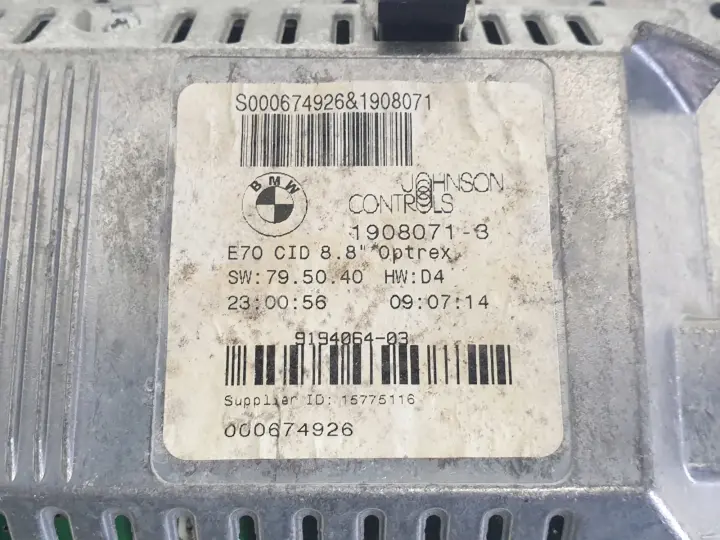 S000674926&1908071
BMW
JOHNSON
CONTROLS
1908071-3
E70 CID 8.8" Optrex
SW:79.50.40 HW:D4
23:00:56 09:07:14
9194064-03
Supplier ID: 15775116
000674926